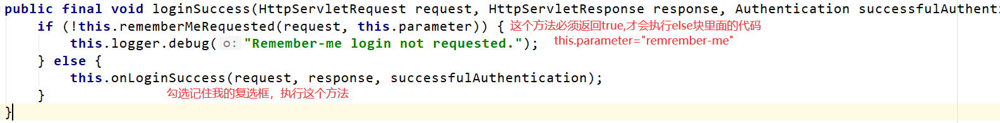 public final void loginSuccess(HttpServletRequest request, HttpServletResponse response, Authentication successfulAuthenti
if (!this.rememberMeRequested(request, this.parameter)) { 这个方法必须返回true,才会执行else块里面的代码
this.logger.debug( o: "Remember-me login not requested."); this.parameter="remrember-me"
} else {
this.onLoginSuccess(request, response, successfulAuthentication);
} 勾选记住我的复选框，执行这个方法
}